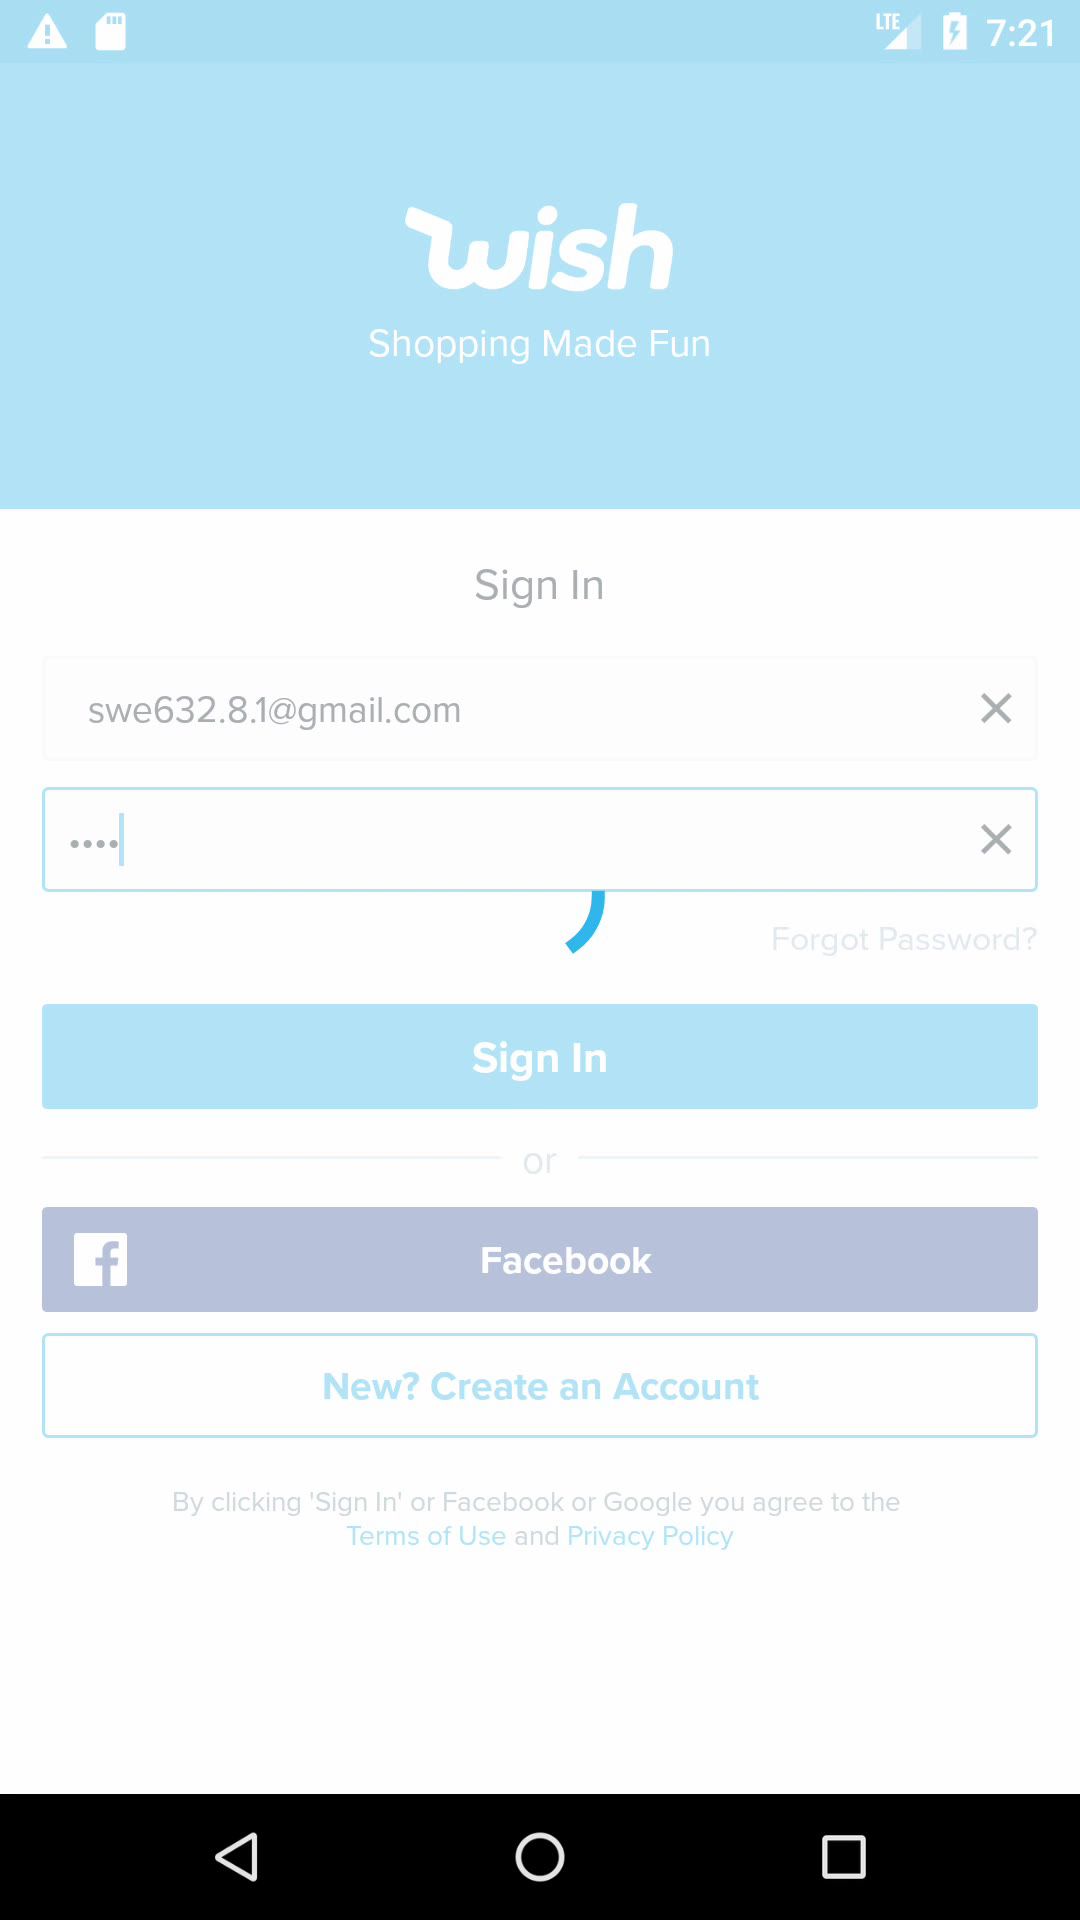 LTE 7:21
wish
Shopping Made Fun
Sign In
swe632.8.1@gmail.com
••••
Forgot Password?
Sign In
or
Facebook
New? Create an Account
By clicking 'Sign In' or Facebook or Google you agree to the
Terms of Use and Privacy Policy